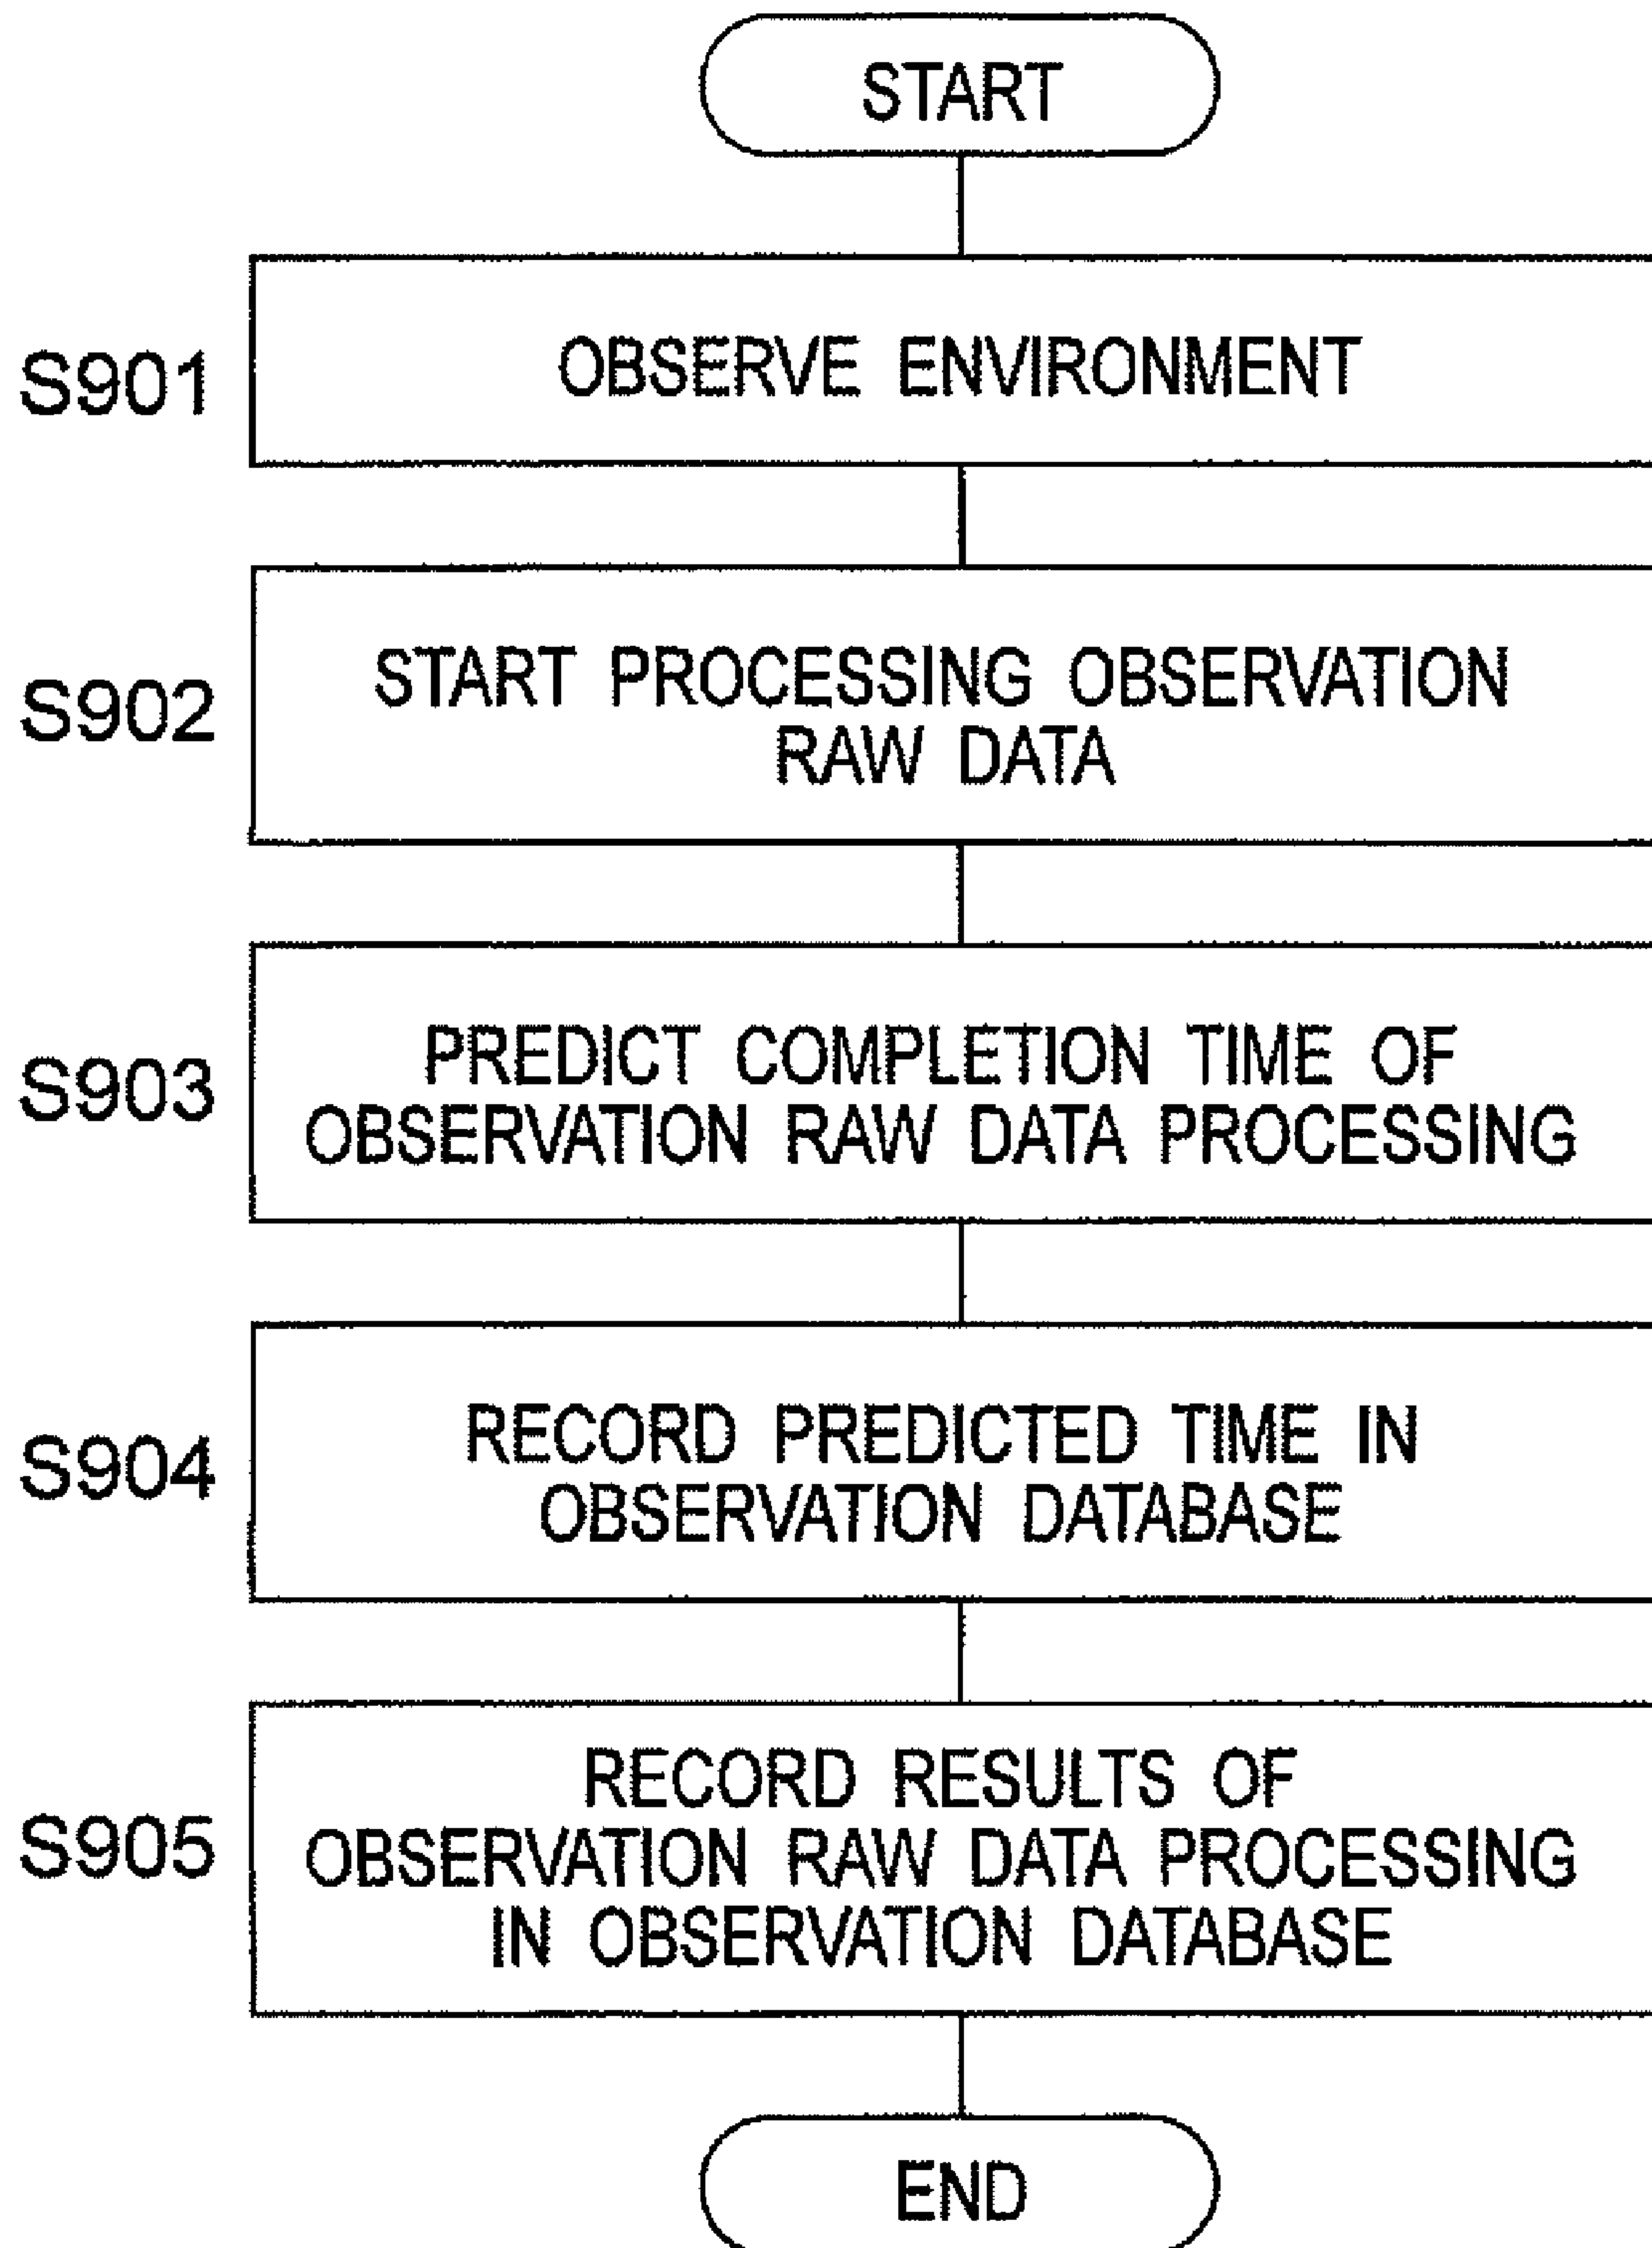 START
S901
OBSERVE ENVIRONMENT
S902
START PROCESSING OBSERVATION
RAW DATA
S903
PREDICT COMPLETION TIME OF
OBSERVATION RAW DATA PROCESSING
S904
RECORD PREDICTED TIME IN
OBSERVATION DATABASE
S905
RECORD RESULTS OF
OBSERVATION RAW DATA PROCESSING
IN OBSERVATION DATABASE
END